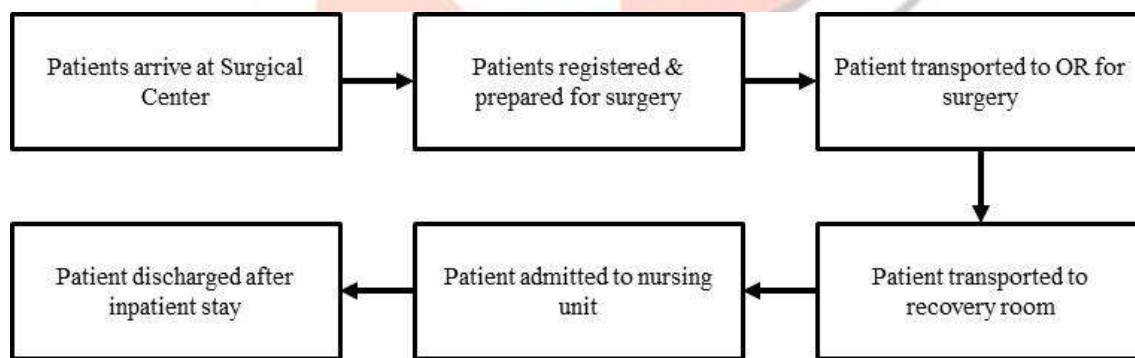 Patients arrive at Surgical
Center
Patients registered &
prepared for surgery
Patient transported to OR for
surgery
Patient transported to
recovery room
Patient admitted to nursing
unit
Patient discharged after
inpatient stay